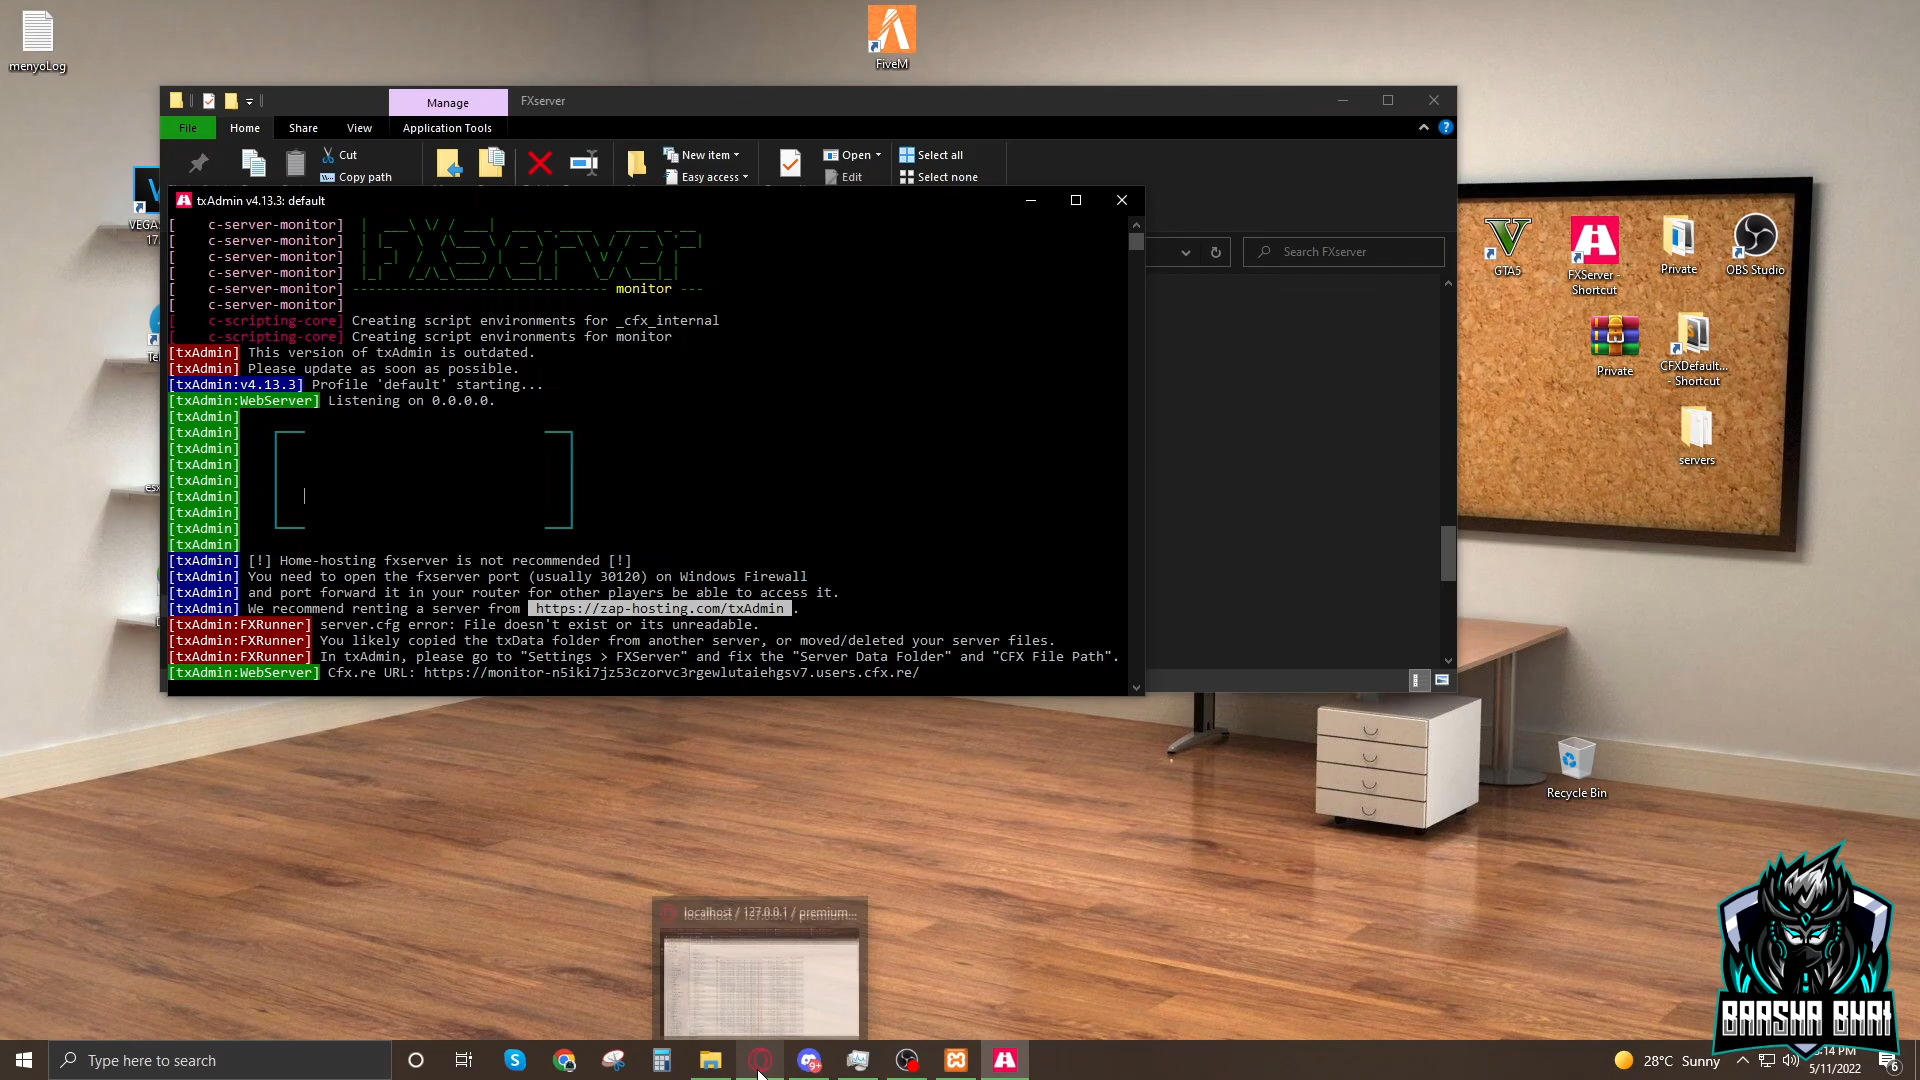 menyoLog
FiveM
Manage
FXserver
File
Home
Share
View
Application Tools
Cut
Copy path
New item
Easy access
Open
Edit
Select all
Select none
txAdmin v4.13.3: default
Search FXserver
[ c-server-monitor]
[ c-server-monitor]
[ c-server-monitor]
[ c-server-monitor]
[ c-server-monitor] -------------------------------- monitor ---
[ c-server-monitor]
[ c-scripting-core] Creating script environments for _cfx_internal
[ c-scripting-core] Creating script environments for monitor
[txAdmin] This version of txAdmin is outdated.
[txAdmin] Please update as soon as possible.
[txAdmin:v4.13.3] Profile 'default' starting...
[txAdmin:WebServer] Listening on 0.0.0.0.
[txAdmin]
[txAdmin]
[txAdmin]
[txAdmin]
[txAdmin]
[txAdmin]
[txAdmin]
[txAdmin]
[txAdmin]
[txAdmin] [!] Home-hosting fxserver is not recommended [!]
[txAdmin] You need to open the fxserver port (usually 30120) on Windows Firewall
[txAdmin] and port forward it in your router for other players be able to access it.
[txAdmin] We recommend renting a server from https://zap-hosting.com/txAdmin .
[txAdmin:FXRunner] server.cfg error: File doesn't exist or its unreadable.
[txAdmin:FXRunner] You likely copied the txData folder from another server, or moved/deleted your server files.
[txAdmin:FXRunner] In txAdmin, please go to "Settings > FXServer" and fix the "Server Data Folder" and "CFX File Path".
[txAdmin:WebServer] Cfx.re URL: https://monitor-n5iki7jz53czorvc3rgewlutaiehgsv7.users.cfx.re/
GTA5
FXServer -
Shortcut
Private
OBS Studio
Private
CFXDefault...
- Shortcut
servers
Recycle Bin
localhost / 127.0.0.1 / premium...
BAASHA BHAI
Type here to search
9+
28°C Sunny
5/11/2022
6